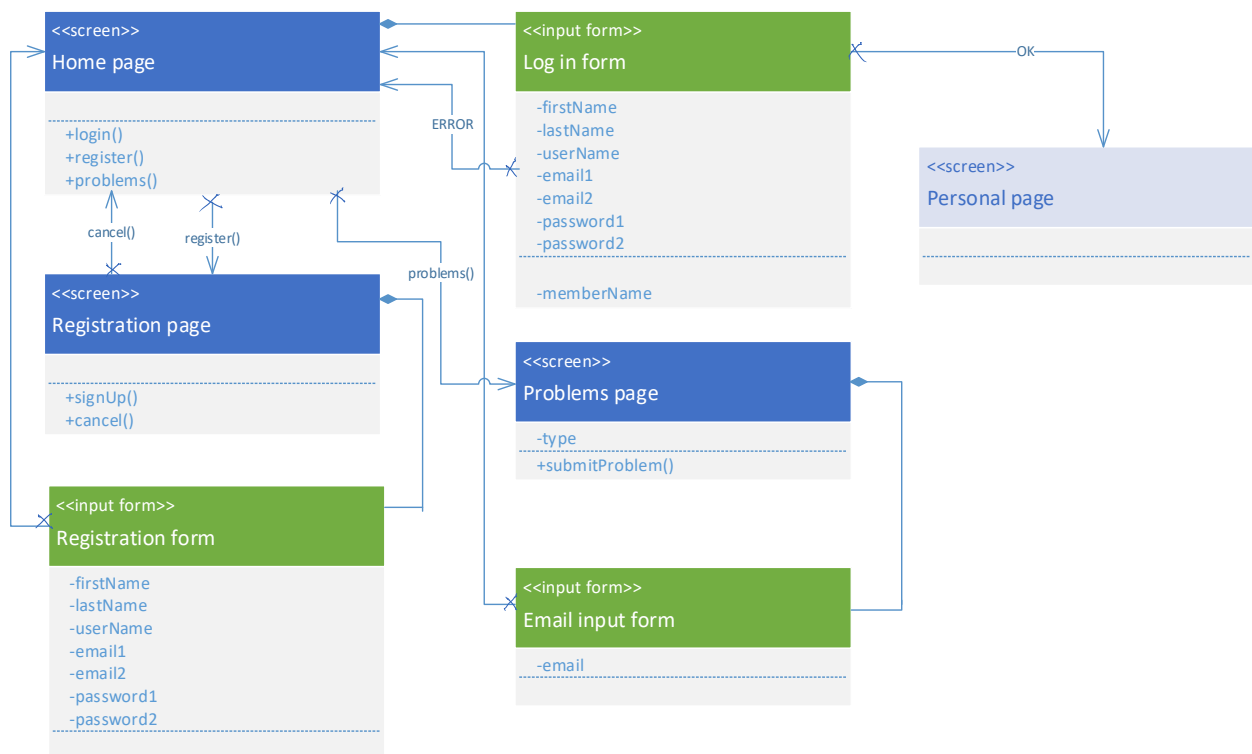 <<screen>>
Home page
+login()
+register()
+problems()
<<input form>>
Log in form
-firstName
-lastName
-userName
-email1
-email2
-password1
-password2
-memberName
OK
ERROR
<<screen>>
Personal page
cancel()
register()
problems()
<<screen>>
Registration page
+signUp()
+cancel()
<<screen>>
Problems page
-type
+submitProblem()
<<input form>>
Registration form
-firstName
-lastName
-userName
-email1
-email2
-password1
-password2
<<input form>>
Email input form
-email